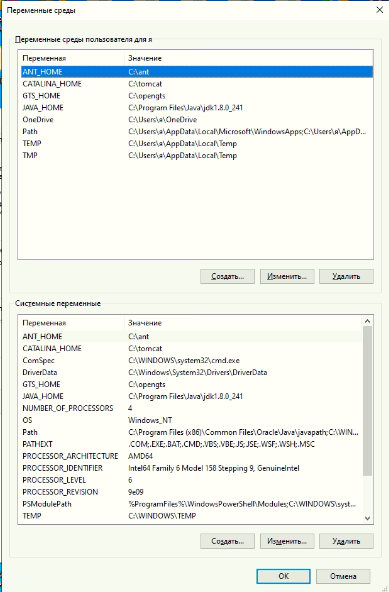 Переменные среды
Переменные среды пользователя для я
Переменная Значение
ANT_HOME C:\ant
CATALINA_HOME C:\tomcat
GTS_HOME C:\opengts
JAVA_HOME C:\Program Files\Java\jdk1.8.0_241
OneDrive C:\Users\я\OneDrive
Path C:\Users\я\AppData\Local\Microsoft\WindowsApps;C:\Users\я\AppD...
TEMP C:\Users\я\AppData\Local\Temp
TMP C:\Users\я\AppData\Local\Temp
Создать... Изменить... Удалить
Системные переменные
Переменная Значение
ANT_HOME C:\ant
CATALINA_HOME C:\tomcat
ComSpec C:\WINDOWS\system32\cmd.exe
DriverData C:\Windows\System32\Drivers\DriverData
GTS_HOME C:\opengts
JAVA_HOME C:\Program Files\Java\jdk1.8.0_241
NUMBER_OF_PROCESSORS 4
OS Windows_NT
Path C:\Program Files (x86)\Common Files\Oracle\Java\javapath;C:\WIN...
PATHEXT .COM;.EXE;.BAT;.CMD;.VBS;.VBE;.JS;.JSE;.WSF;.WSH;.MSC
PROCESSOR_ARCHITECTURE AMD64
PROCESSOR_IDENTIFIER Intel64 Family 6 Model 158 Stepping 9, GenuineIntel
PROCESSOR_LEVEL 6
PROCESSOR_REVISION 9e09
PSModulePath %ProgramFiles%\WindowsPowerShell\Modules;C:\WINDOWS\syst...
TEMP C:\WINDOWS\TEMP
Создать... Изменить... Удалить
ОК Отмена